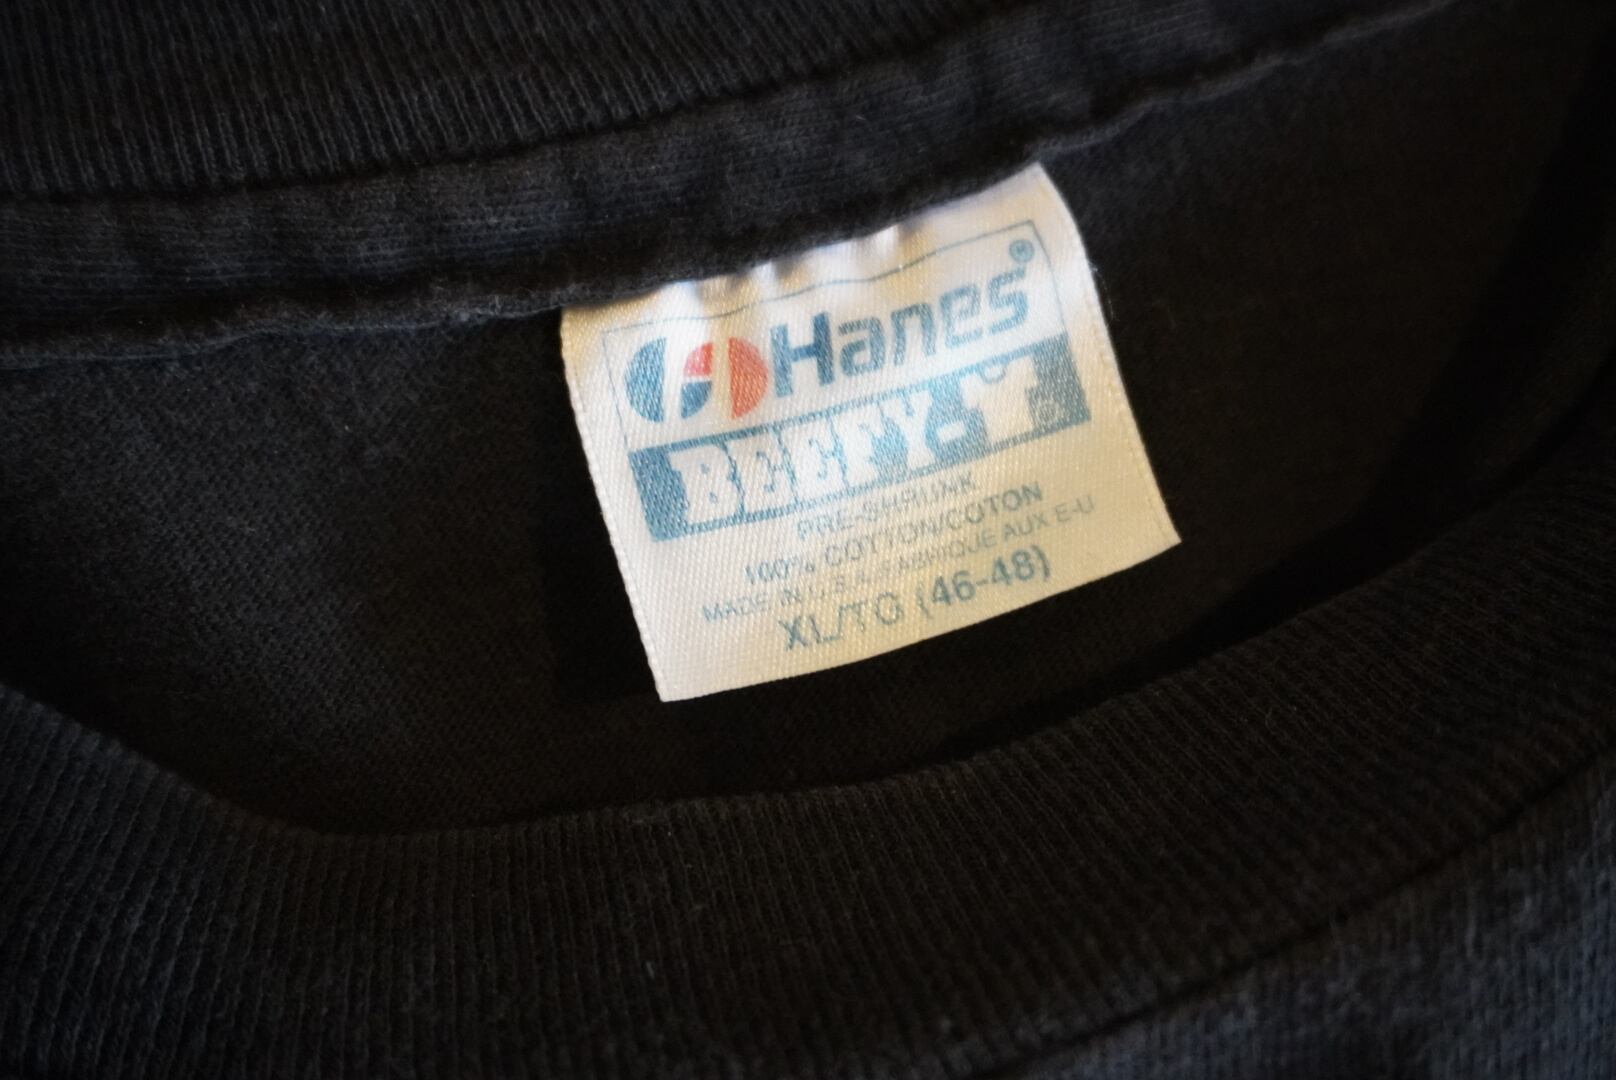 Hanes®
BEEFY-T®
PRE-SHRUNK
100% COTTON/COTON
MADE IN U.S.A./FABRIQUE AUX E-U
XL/TG (46-48)